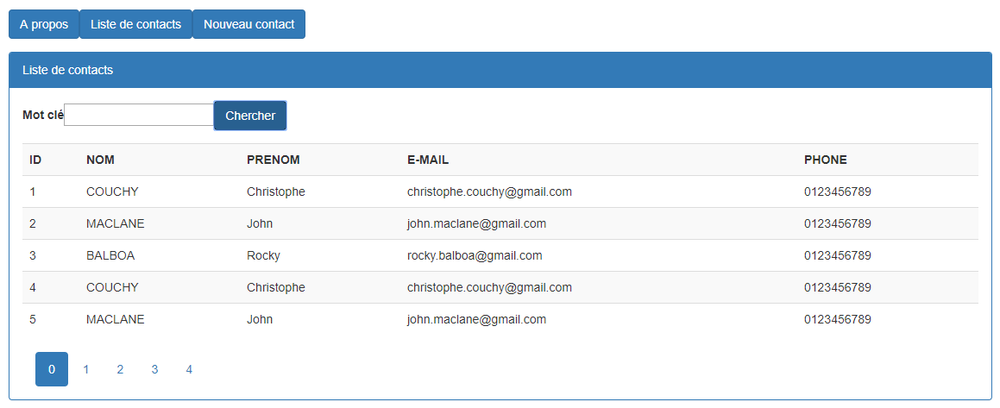 A propos Liste de contacts Nouveau contact
Liste de contacts
Mot clé Chercher
ID NOM PRENOM E-MAIL PHONE
1 COUCHY Christophe christophe.couchy@gmail.com 0123456789
2 MACLANE John john.maclane@gmail.com 0123456789
3 BALBOA Rocky rocky.balboa@gmail.com 0123456789
4 COUCHY Christophe christophe.couchy@gmail.com 0123456789
5 MACLANE John john.maclane@gmail.com 0123456789
0 1 2 3 4